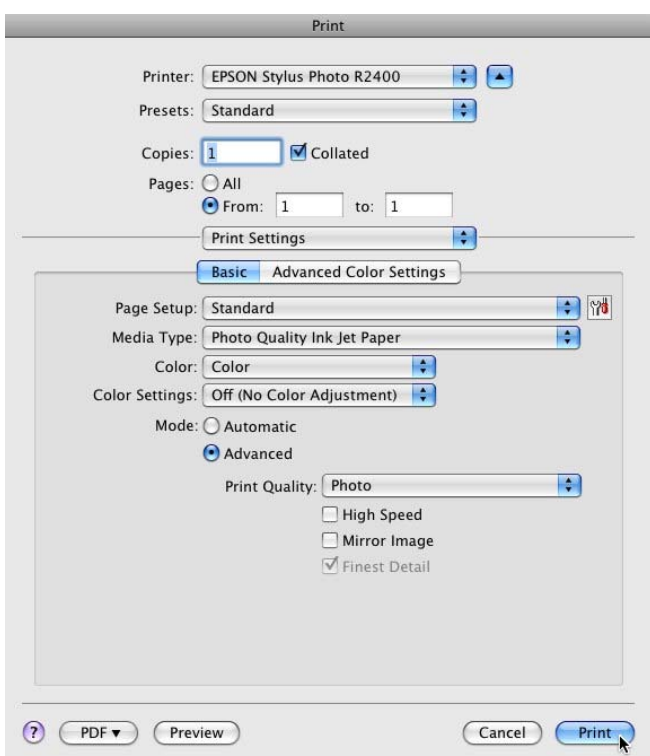 Print
Printer: EPSON Stylus Photo R2400
Presets: Standard
Copies: 1 Collated
Pages: All
From: 1 to: 1
Print Settings
Basic Advanced Color Settings
Page Setup: Standard
Media Type: Photo Quality Ink Jet Paper
Color: Color
Color Settings: Off (No Color Adjustment)
Mode: Automatic
Advanced
Print Quality: Photo
High Speed
Mirror Image
Finest Detail
? PDF Preview Cancel Print